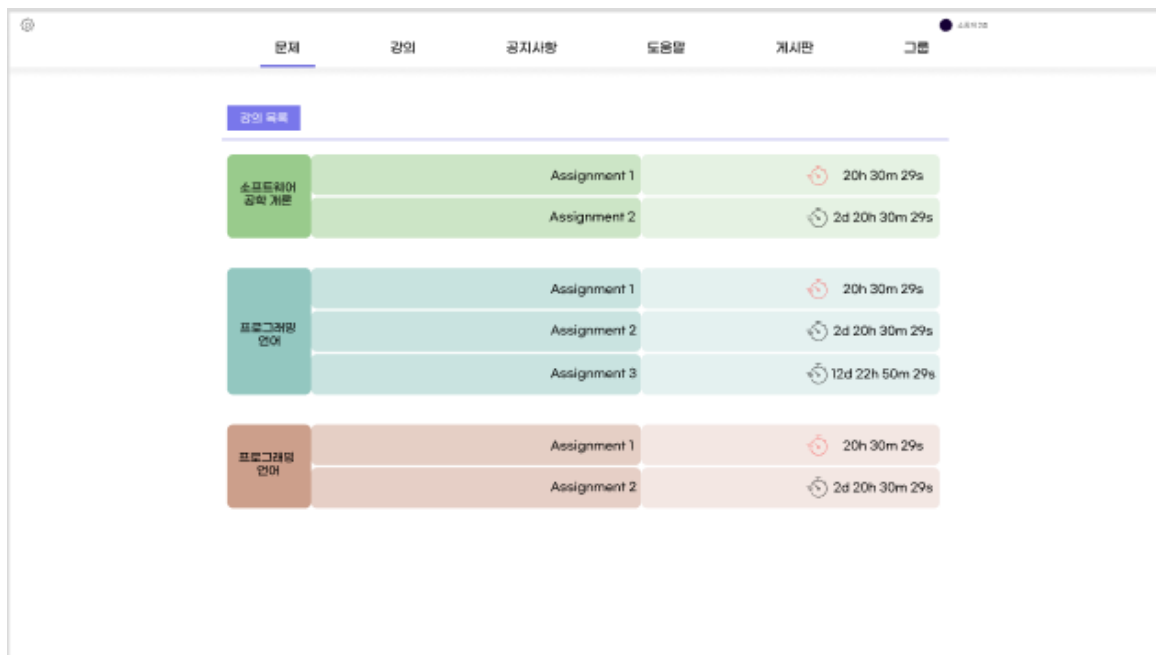 문제
강의
공지사항
도움말
게시판
그룹
강의 목록
소프트웨어
공학 개론
Assignment 1
20h 30m 29s
Assignment 2
2d 20h 30m 29s
프로그래밍
언어
Assignment 1
20h 30m 29s
Assignment 2
2d 20h 30m 29s
Assignment 3
12d 22h 50m 29s
프로그래밍
언어
Assignment 1
20h 30m 29s
Assignment 2
2d 20h 30m 29s